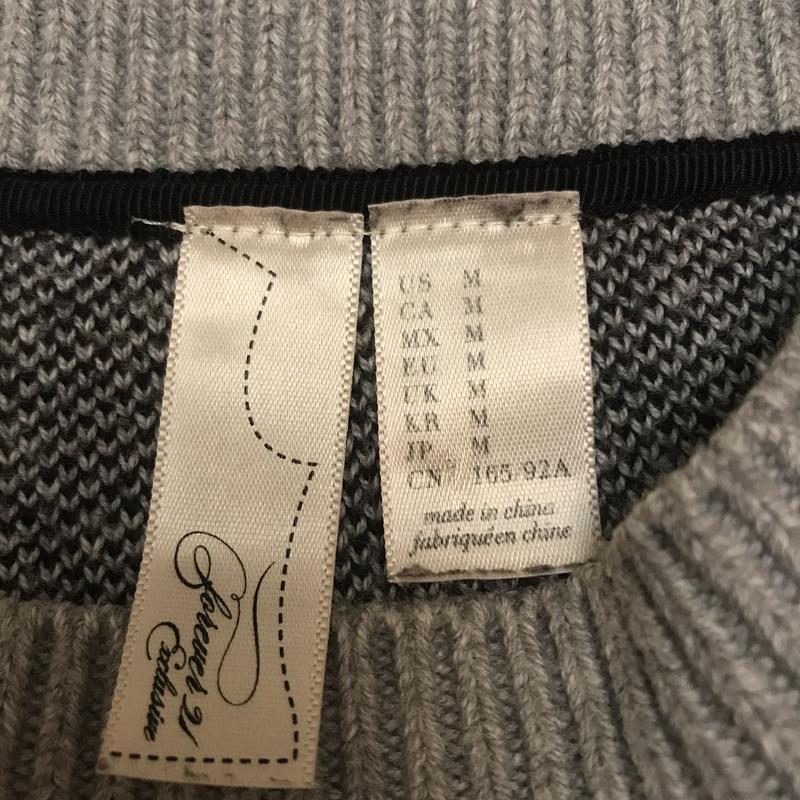 Forever 21
Exclusive
US M
CA M
MX M
EU M
UK M
KR M
JP M
CN 165/92A
made in china
fabriqué en chine